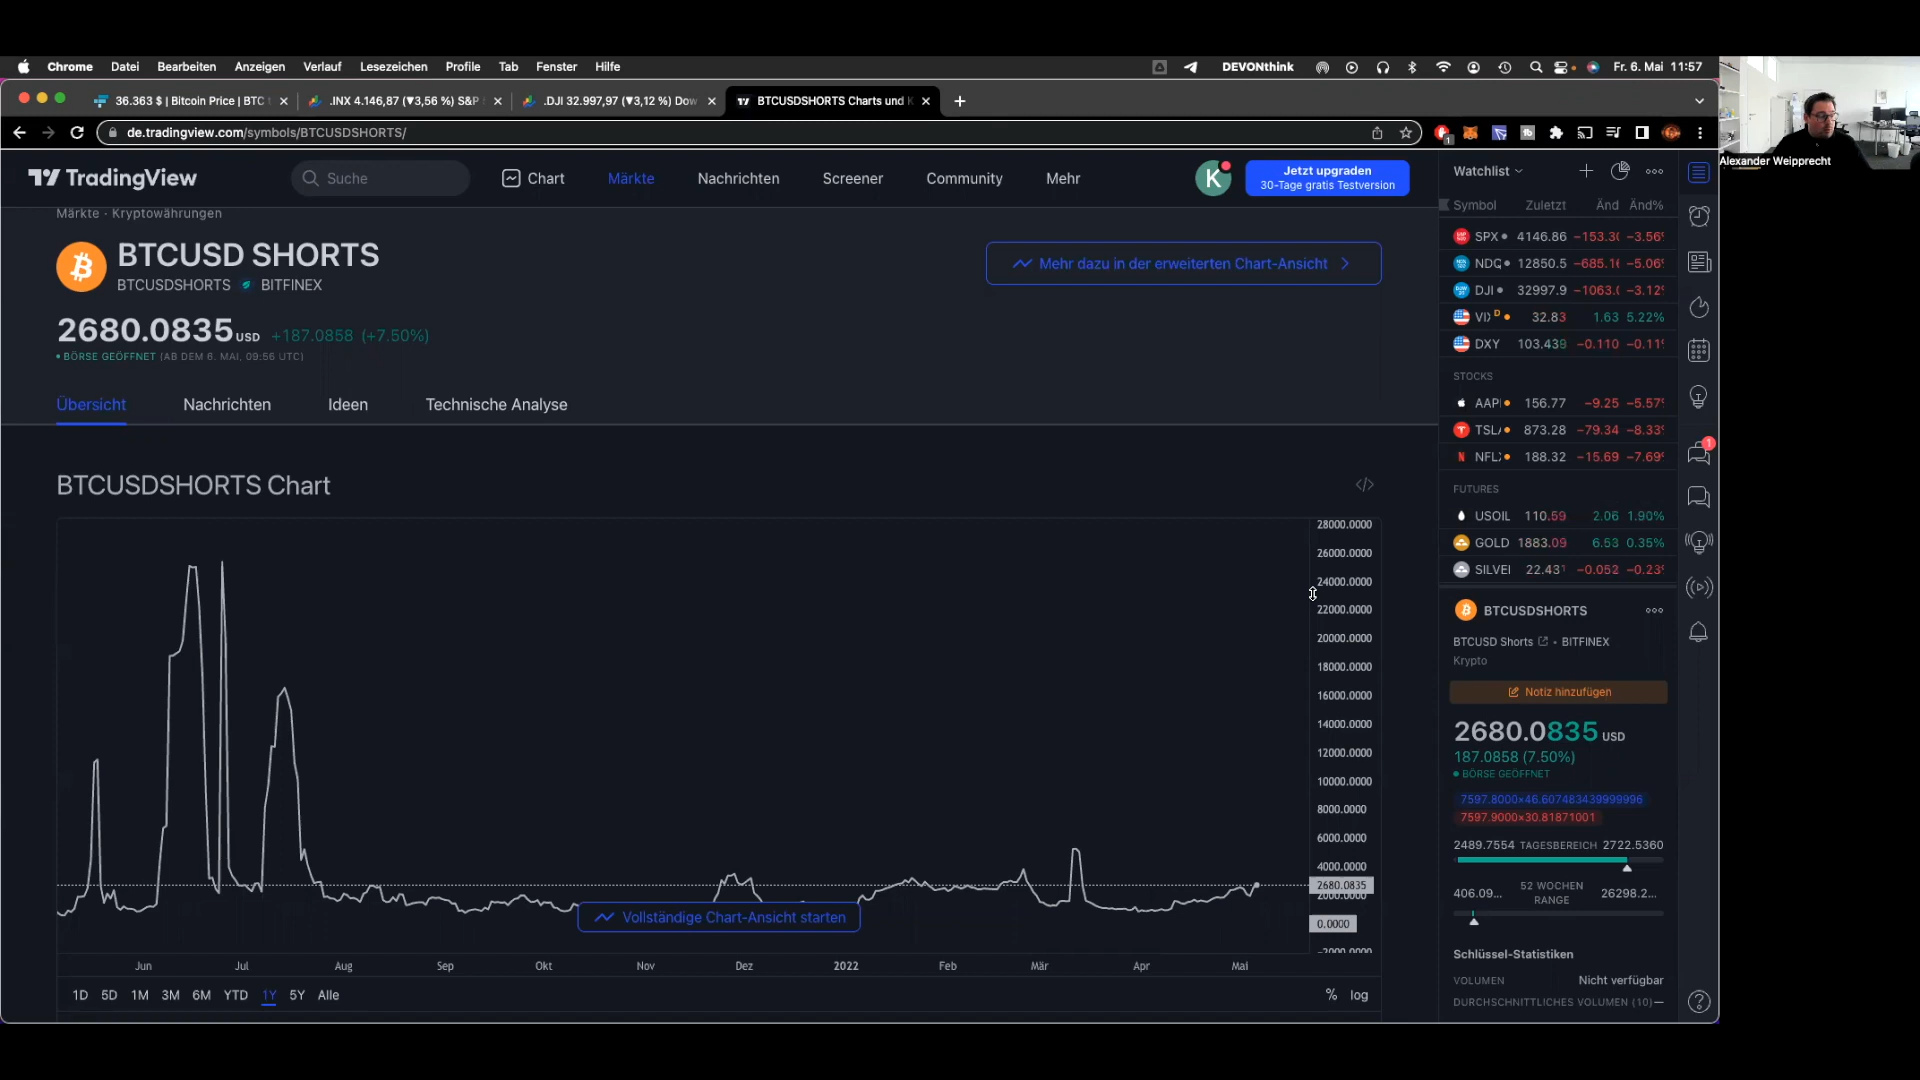 Chrome Datei Bearbeiten Anzeigen Verlauf Lesezeichen Profile Tab Fenster Hilfe DEVONthink Fr. 6. Mai 11:57
36.363 $ | Bitcoin Price | BTC .INX 4.146,87 (▼3,56 %) S&P .DJI 32.997,97 (▼3,12 %) Dow BTCUSDSHORTS Charts und K
de.tradingview.com/symbols/BTCUSDSHORTS/
Alexander Weipprecht
TradingView Suche Chart Märkte Nachrichten Screener Community Mehr K
Jetzt upgraden
30-Tage gratis Testversion
Märkte · Kryptowährungen
BTCUSD SHORTS
BTCUSDSHORTS BITFINEX
Mehr dazu in der erweiterten Chart-Ansicht
2680.0835 USD +187.0858 (+7.50%)
BÖRSE GEÖFFNET (AB DEM 6. MAI, 09:56 UTC)
Übersicht Nachrichten Ideen Technische Analyse
BTCUSDSHORTS Chart
28000.0000
26000.0000
24000.0000
22000.0000
20000.0000
18000.0000
16000.0000
14000.0000
12000.0000
10000.0000
8000.0000
6000.0000
4000.0000
2680.0835
2000.0000
0.0000
-2000.0000
Vollständige Chart-Ansicht starten
Jun Jul Aug Sep Okt Nov Dez 2022 Feb Mär Apr Mai
1D 5D 1M 3M 6M YTD 1Y 5Y Alle % log
Watchlist
Symbol Zuletzt Änd Änd%
SPX 4146.86 −153.3 −3.56
NDQ 12850.5 −685.1 −5.06
DJI 32997.9 −1063. −3.12
VI D 32.83 1.63 5.22%
DXY 103.439 −0.110 −0.11
STOCKS
AAP 156.77 −9.25 −5.57
TSL 873.28 −79.34 −8.33
NFL 188.32 −15.69 −7.69
FUTURES
USOIL 110.59 2.06 1.90%
GOLD 1883.09 6.53 0.35%
SILVE 22.431 −0.052 −0.23
BTCUSDSHORTS
BTCUSD Shorts • BITFINEX
Krypto
Notiz hinzufügen
2680.0835 USD
187.0858 (7.50%)
BÖRSE GEÖFFNET
7597.8000×46.607483439999996
7597.9000×30.81871001
2489.7554 TAGESBEREICH 2722.5360
406.09... 52 WOCHEN RANGE 26298.2...
Schlüssel-Statistiken
VOLUMEN Nicht verfügbar
DURCHSCHNITTLICHES VOLUMEN (10) —